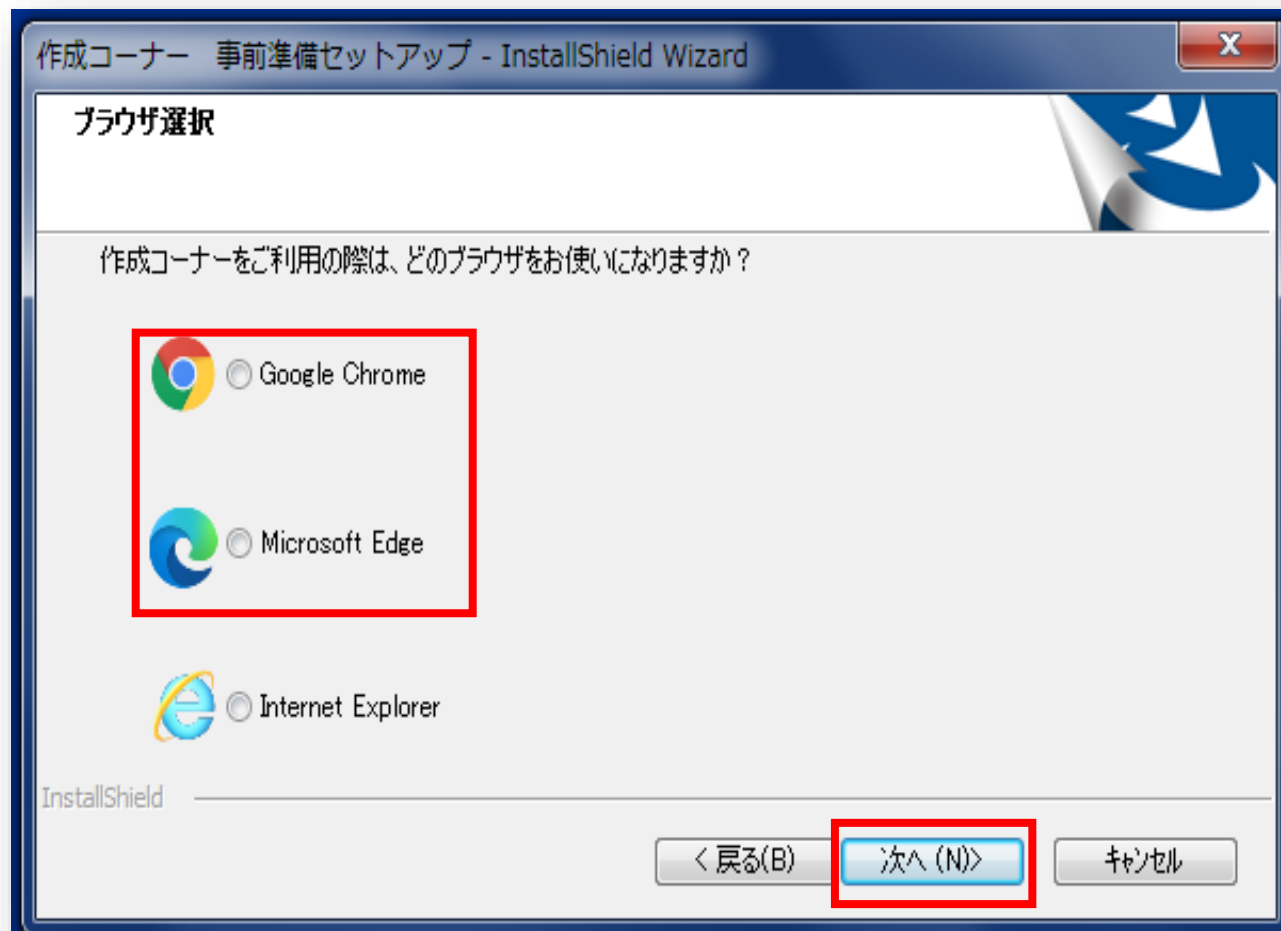 作成コーナー　事前準備セットアップ - InstallShield Wizard
ブラウザ選択
作成コーナーをご利用の際は、どのブラウザをお使いになりますか？
Google Chrome
Microsoft Edge
Internet Explorer
InstallShield
< 戻る(B) 次へ (N)> キャンセル